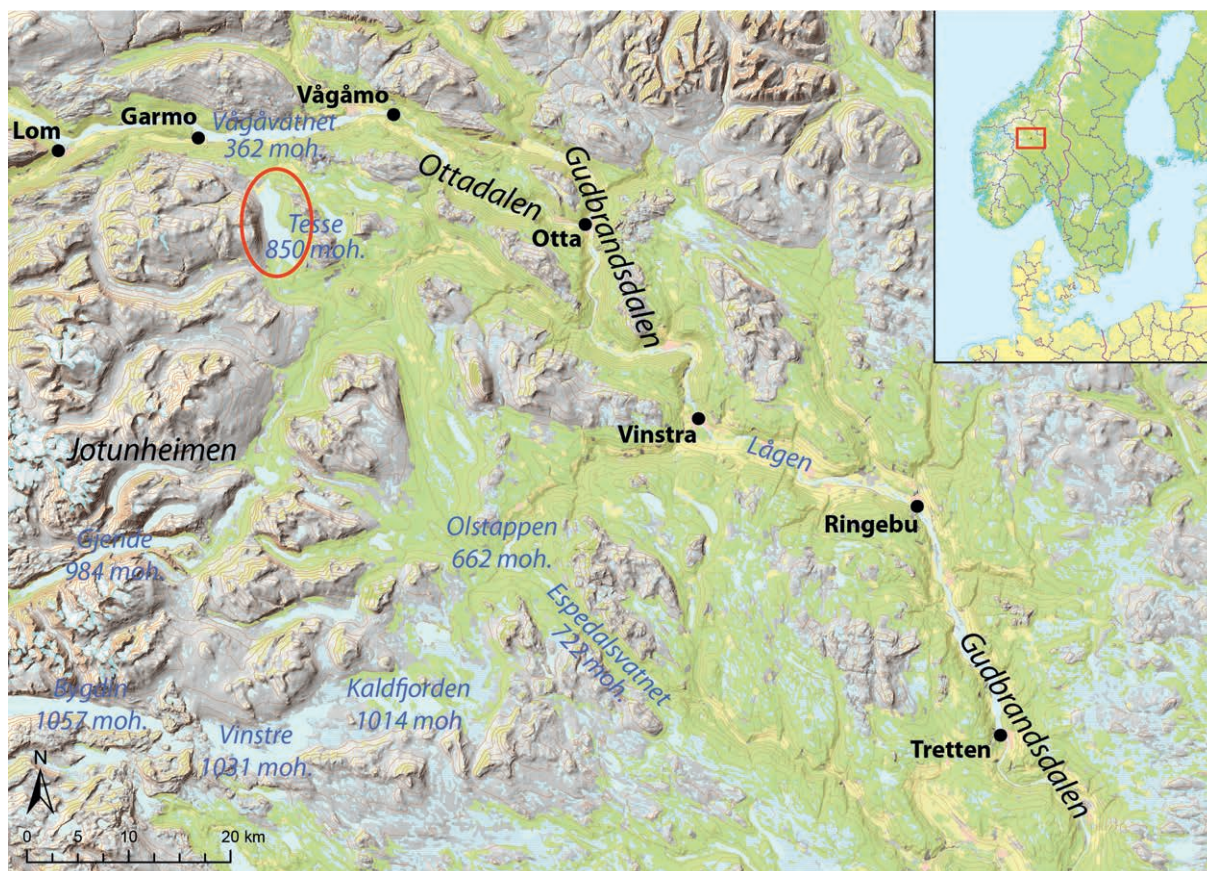 Vågåmo
Garmo
Vågåvatnet
362 moh.
Lom
Ottadalen
Gudbrandsdalen
Tesse
850 moh.
Otta
Vinstra
Lågen
Jotunheimen
Ringebu
Olstappen
662 moh.
Gjende
984 moh.
Espedalsvatnet
722 moh.
Gudbrandsdalen
Bygdin
1057 moh.
Kaldfjorden
1014 moh
Vinstre
1031 moh.
Tretten
N
0 5 10 20 km